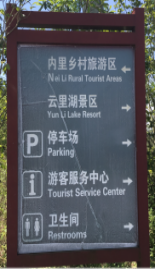 内里乡村旅游区
Nei Li Rural Tourist Areas
云里湖景区
Yun Li Lake Resort
P 停车场
Parking
i 游客服务中心
Tourist Service Center
卫生间
Restrooms